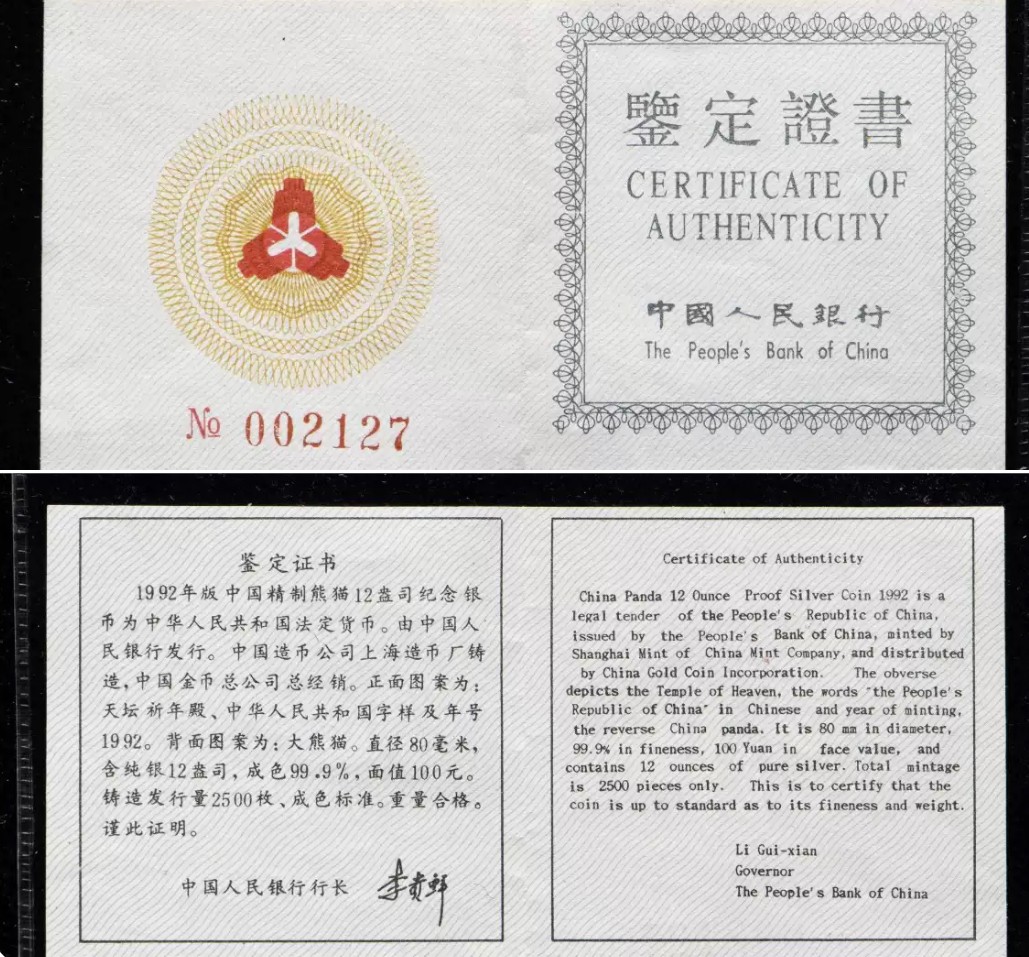 鑒定證書
CERTIFICATE OF
AUTHENTICITY
中國人民銀行
The People's Bank of China
№ 002127
鉴定证书
1992年版中国精制熊猫12盎司纪念银
币为中华人民共和国法定货币。由中国人
民银行发行。中国造币公司上海造币厂铸
造,中国金币总公司总经销。正面图案为:
天坛祈年殿、中华人民共和国字样及年号
1992。背面图案为:大熊猫。直径80毫米,
含纯银12盎司,成色99.9%,面值100元。
铸造发行量2500枚、成色标准。重量合格。
谨此证明。
中国人民银行行长 李贵鲜
Certificate of Authenticity
China Panda 12 Ounce Proof Silver Coin 1992 is a
legal tender of the People's Republic of China,
issued by the People's Bank of China, minted by
Shanghai Mint of China Mint Company, and distributed
by China Gold Coin Incorporation. The obverse
depicts the Temple of Heaven, the words "the People's
Republic of China" in Chinese and year of minting,
the reverse China panda. It is 80 mm in diameter,
99.9% in fineness, 100 Yuan in face value, and
contains 12 ounces of pure silver. Total mintage
is 2500 pieces only. This is to certify that the
coin is up to standard as to its fineness and weight.
Li Gui-xian
Governor
The People's Bank of China